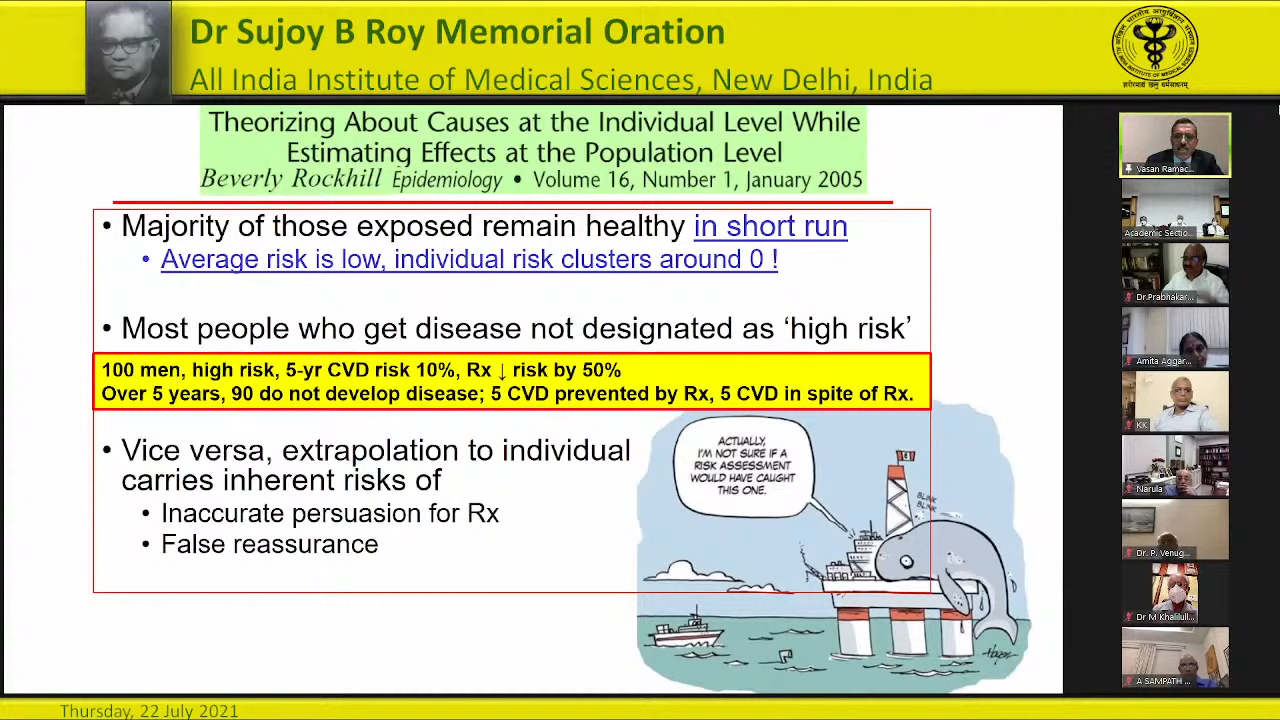 Dr Sujoy B Roy Memorial Oration
All India Institute of Medical Sciences, New Delhi, India
Theorizing About Causes at the Individual Level While
Estimating Effects at the Population Level
Beverly Rockhill Epidemiology • Volume 16, Number 1, January 2005
• Majority of those exposed remain healthy in short run
• Average risk is low, individual risk clusters around 0 !
• Most people who get disease not designated as ‘high risk’
100 men, high risk, 5-yr CVD risk 10%, Rx ↓ risk by 50%
Over 5 years, 90 do not develop disease; 5 CVD prevented by Rx, 5 CVD in spite of Rx.
• Vice versa, extrapolation to individual
carries inherent risks of
• Inaccurate persuasion for Rx
• False reassurance
ACTUALLY,
I'M NOT SURE IF A
RISK ASSESSMENT
WOULD HAVE CAUGHT
THIS ONE.
BLINK
BLINK
Vasan Ramac...
Academic Sectio...
Dr.Prabhakar...
Amita Aggar...
KK
Narula
Dr. P. Venug...
Dr M Khalilull...
A SAMPATH ...
Thursday, 22 July 2021